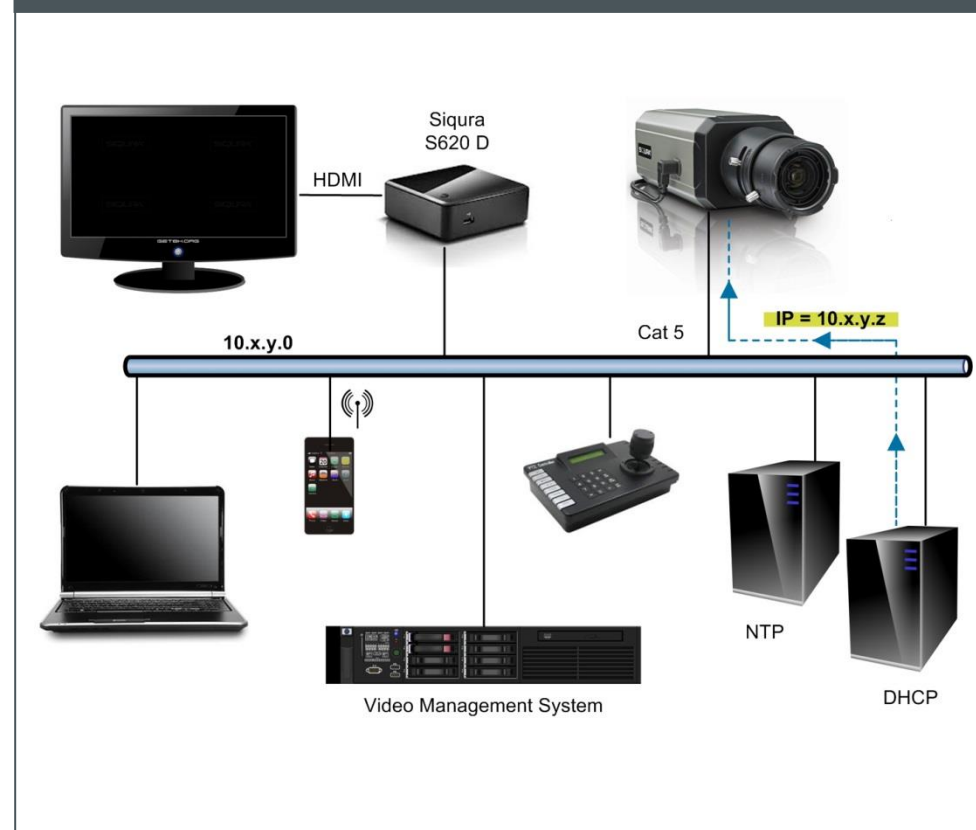 Siqura
S620 D
HDMI
Cat 5
IP = 10.x.y.z
10.x.y.0
NTP
DHCP
Video Management System